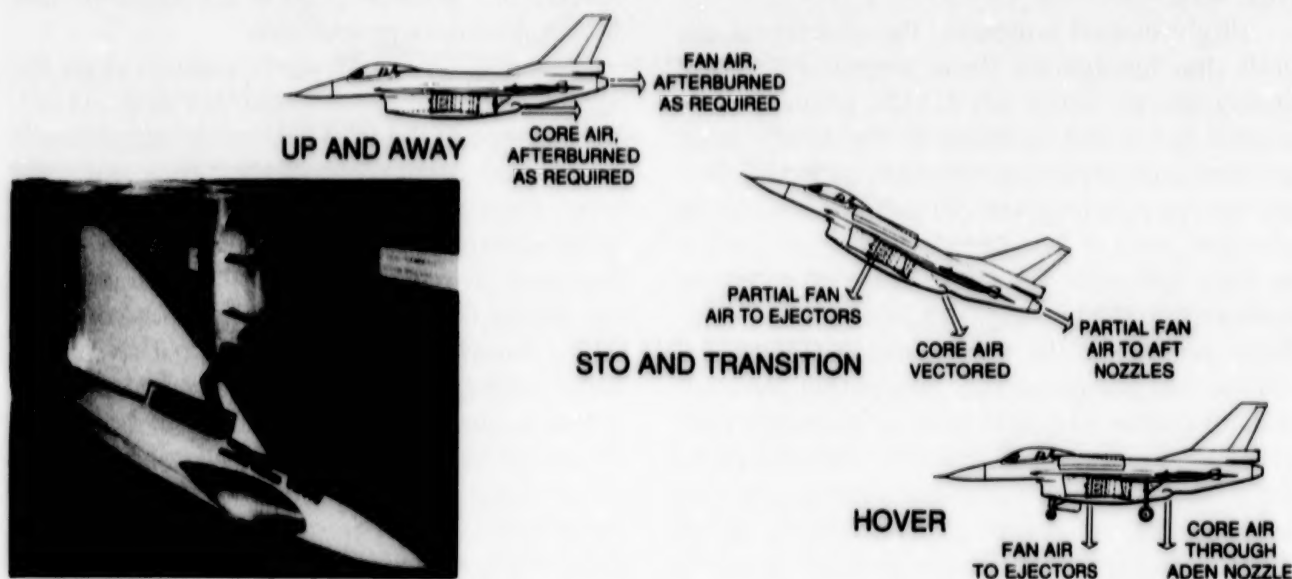 FAN AIR,
AFTERBURNED
AS REQUIRED
CORE AIR,
AFTERBURNED
AS REQUIRED
UP AND AWAY
PARTIAL FAN
AIR TO EJECTORS
CORE AIR
VECTORED
PARTIAL FAN
AIR TO AFT
NOZZLES
STO AND TRANSITION
HOVER
FAN AIR
TO EJECTORS
CORE AIR
THROUGH
ADEN NOZZLE